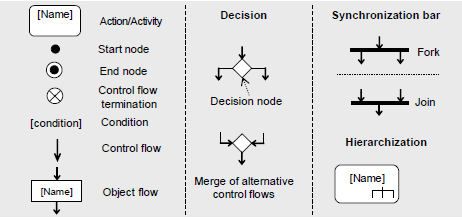 [Name]
Action/Activity
Start node
End node
Control flow
termination
[condition]
Condition
Control flow
[Name]
Object flow
Decision
Decision node
Merge of alternative
control flows
Synchronization bar
Fork
Join
Hierarchization
[Name]